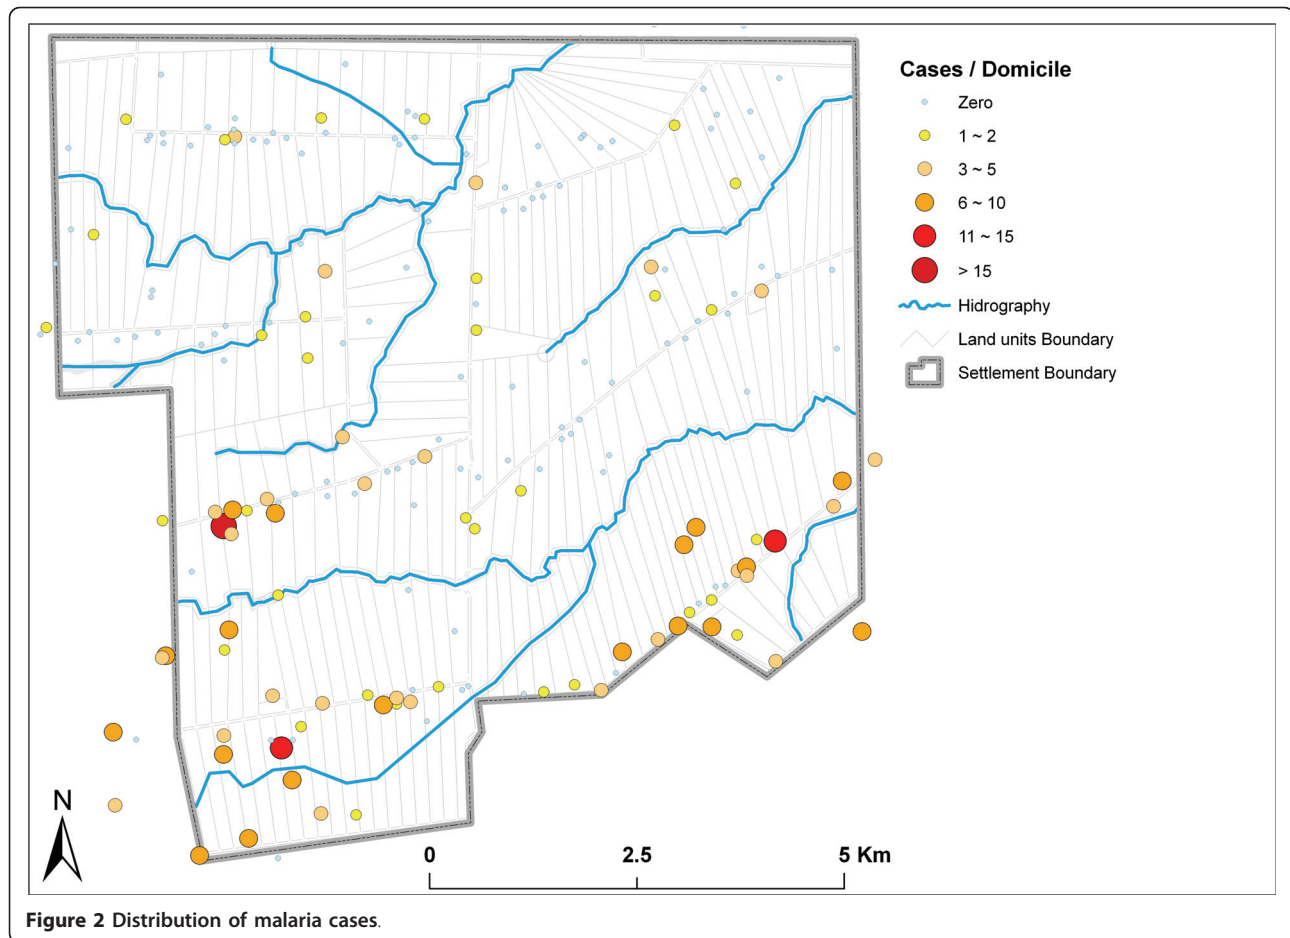 Cases / Domicile
Zero
1 ~ 2
3 ~ 5
6 ~ 10
11 ~ 15
> 15
Hidrography
Land units Boundary
Settlement Boundary
N
0 2.5 5 Km
Figure 2 Distribution of malaria cases.